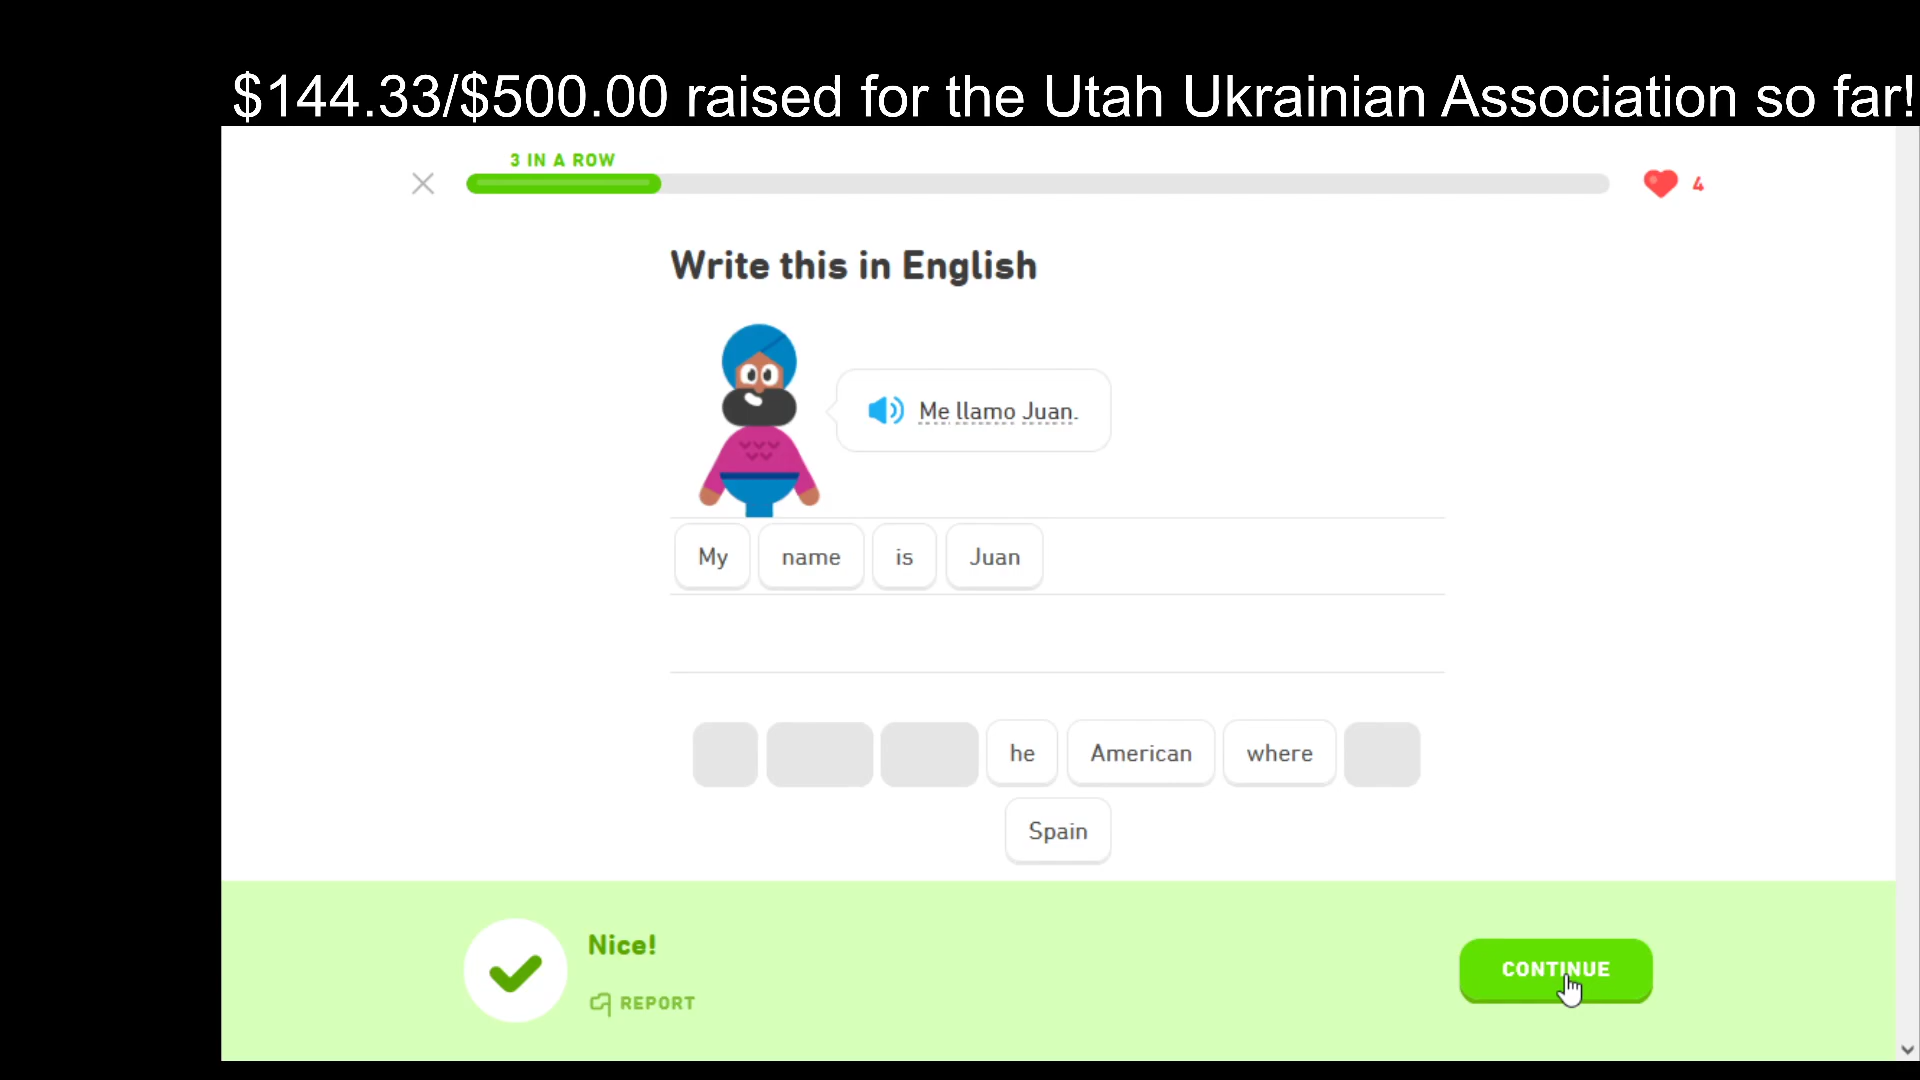 $144.33/$500.00 raised for the Utah Ukrainian Association so far!
3 IN A ROW
4
Write this in English
Me llamo Juan.
My name is Juan
he American where
Spain
Nice!
REPORT
CONTINUE